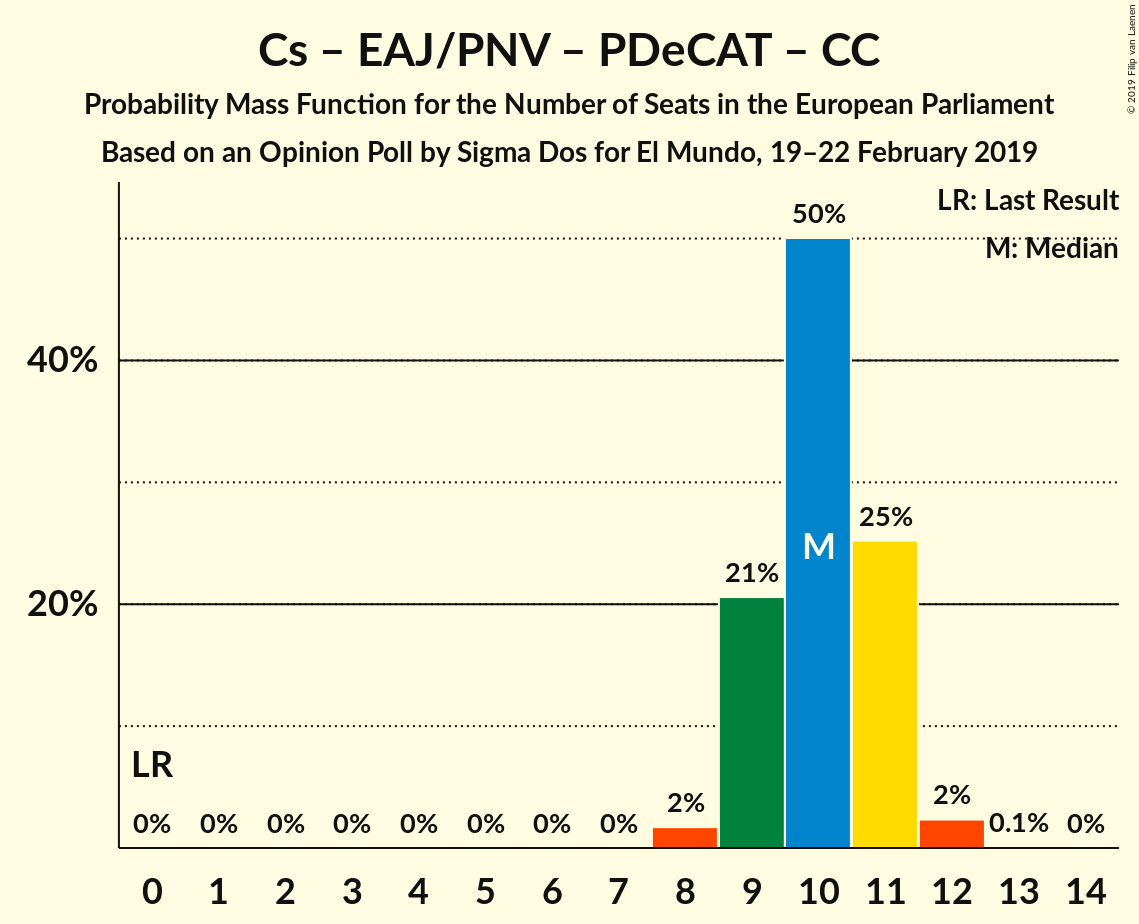 Cs – EAJ/PNV – PDeCAT – CC
Probability Mass Function for the Number of Seats in the European Parliament
Based on an Opinion Poll by Sigma Dos for El Mundo, 19–22 February 2019
© 2019 Filip van Laenen
LR: Last Result
M: Median
50%
40%
25%
M
21%
20%
LR
2%
2%
0% 0% 0% 0% 0% 0% 0% 0% 0.1% 0%
0 1 2 3 4 5 6 7 8 9 10 11 12 13 14